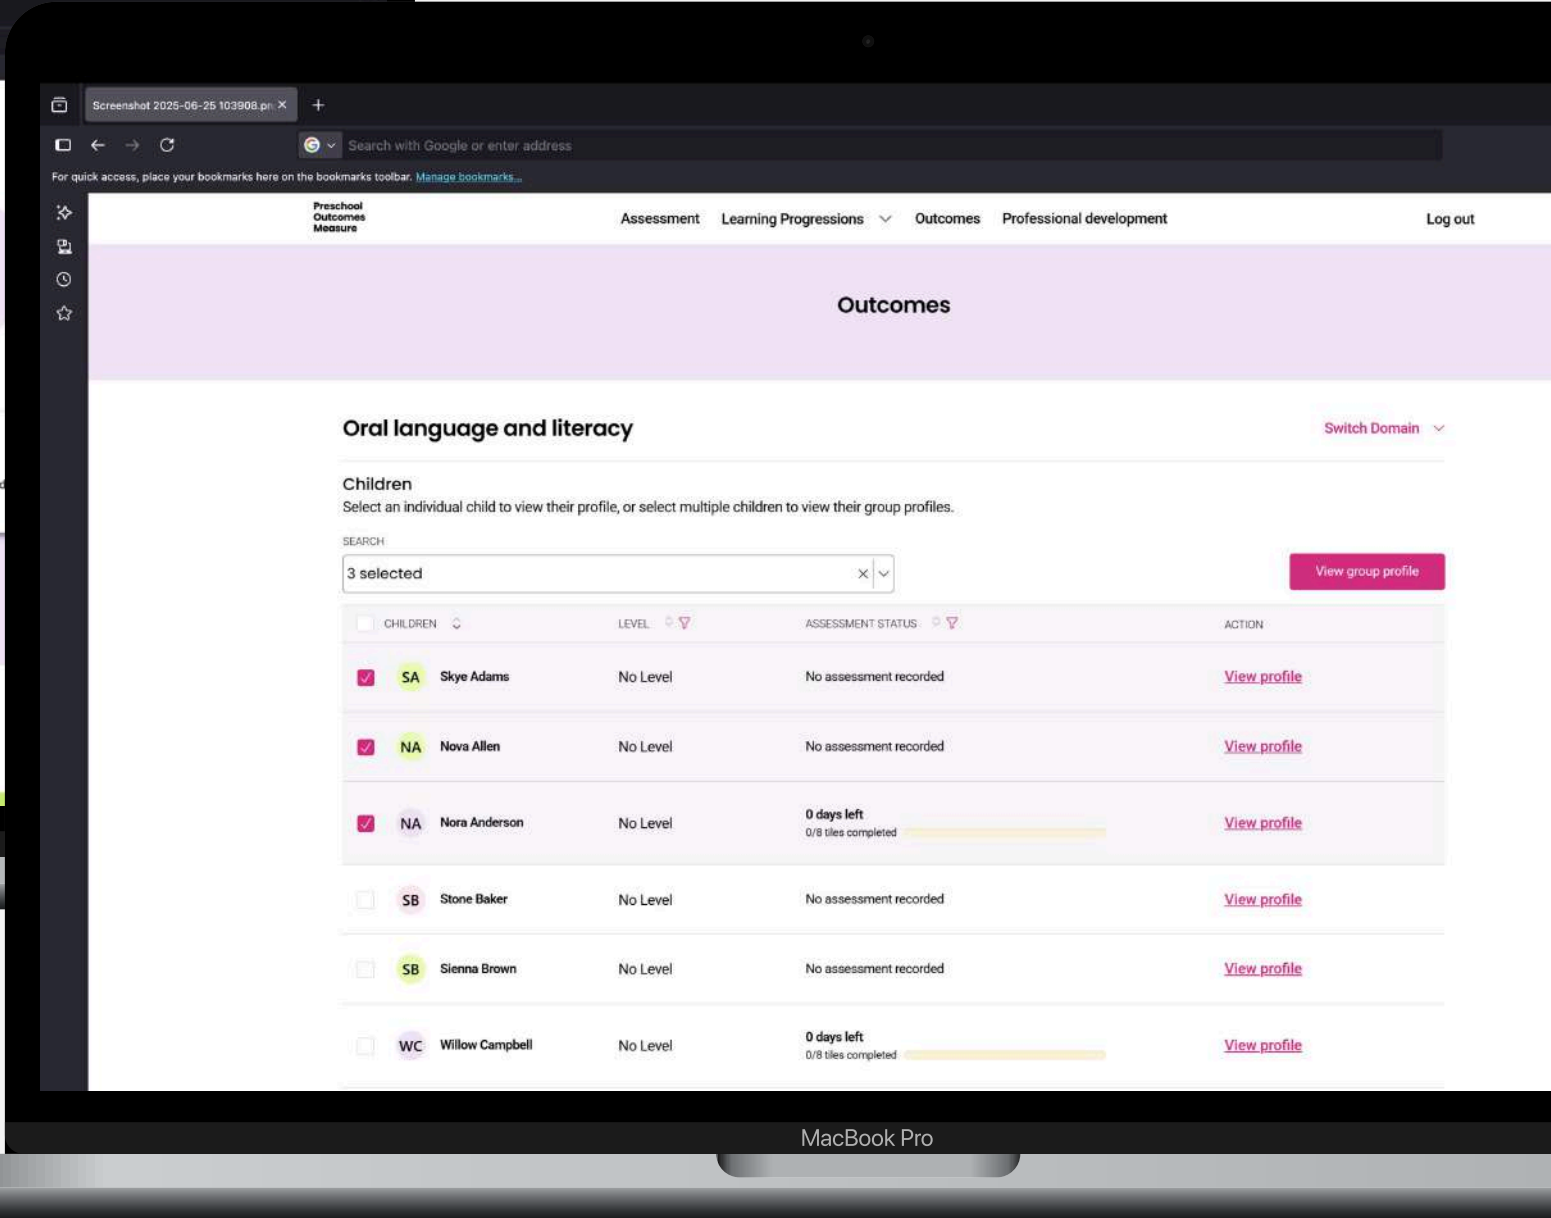 Screenshot 2025-06-25 103908.pn
Search with Google or enter address
For quick access, place your bookmarks here on the bookmarks toolbar. Manage bookmarks...
Preschool
Outcomes
Measure
Assessment Learning Progressions Outcomes Professional development Log out
Outcomes
Oral language and literacy Switch Domain
Children
Select an individual child to view their profile, or select multiple children to view their group profiles.
SEARCH
3 selected View group profile
CHILDREN LEVEL ASSESSMENT STATUS ACTION
SA Skye Adams No Level No assessment recorded View profile
NA Nova Allen No Level No assessment recorded View profile
0 days left
NA Nora Anderson No Level 0/8 tiles completed View profile
SB Stone Baker No Level No assessment recorded View profile
SB Sienna Brown No Level No assessment recorded View profile
0 days left
WC Willow Campbell No Level 0/8 tiles completed View profile
MacBook Pro